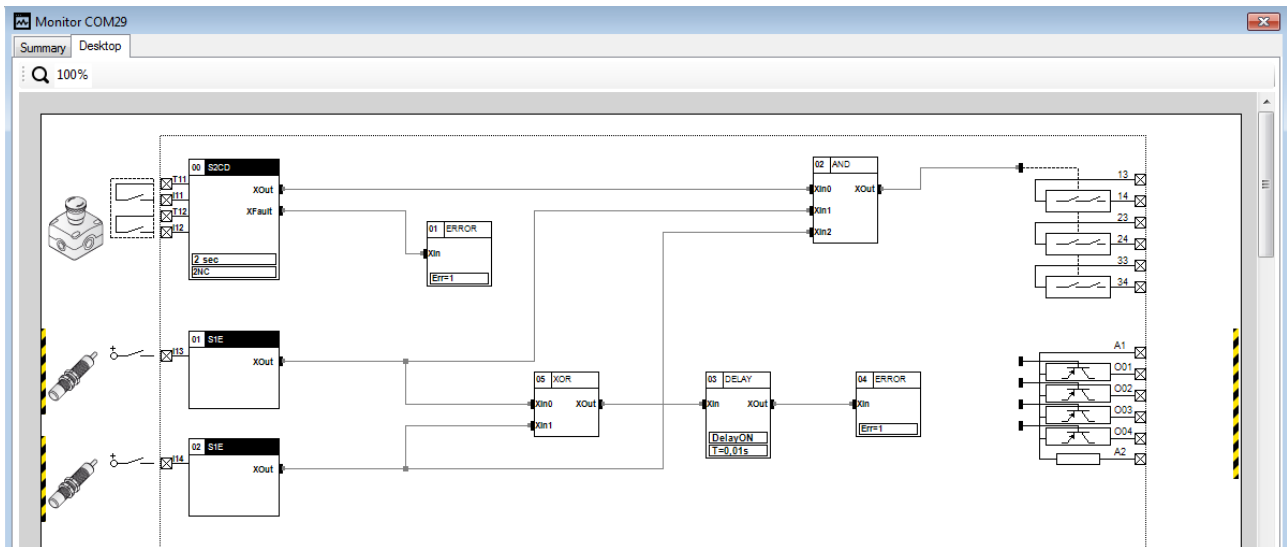 Monitor COM29
Summary Desktop
100%
00 S2CD
T11
I11
T12
I12
XOut
XFault
2 sec
2NC
01 ERROR
XIn
Err=1
02 AND
XIn0 XOut
XIn1
XIn2
13
14
23
24
33
34
01 S1E
I13
XOut
02 S1E
I14
XOut
05 XOR
XIn0 XOut
XIn1
03 DELAY
XIn XOut
DelayON
T=0,01s
04 ERROR
XIn
Err=1
A1
O01
O02
O03
O04
A2